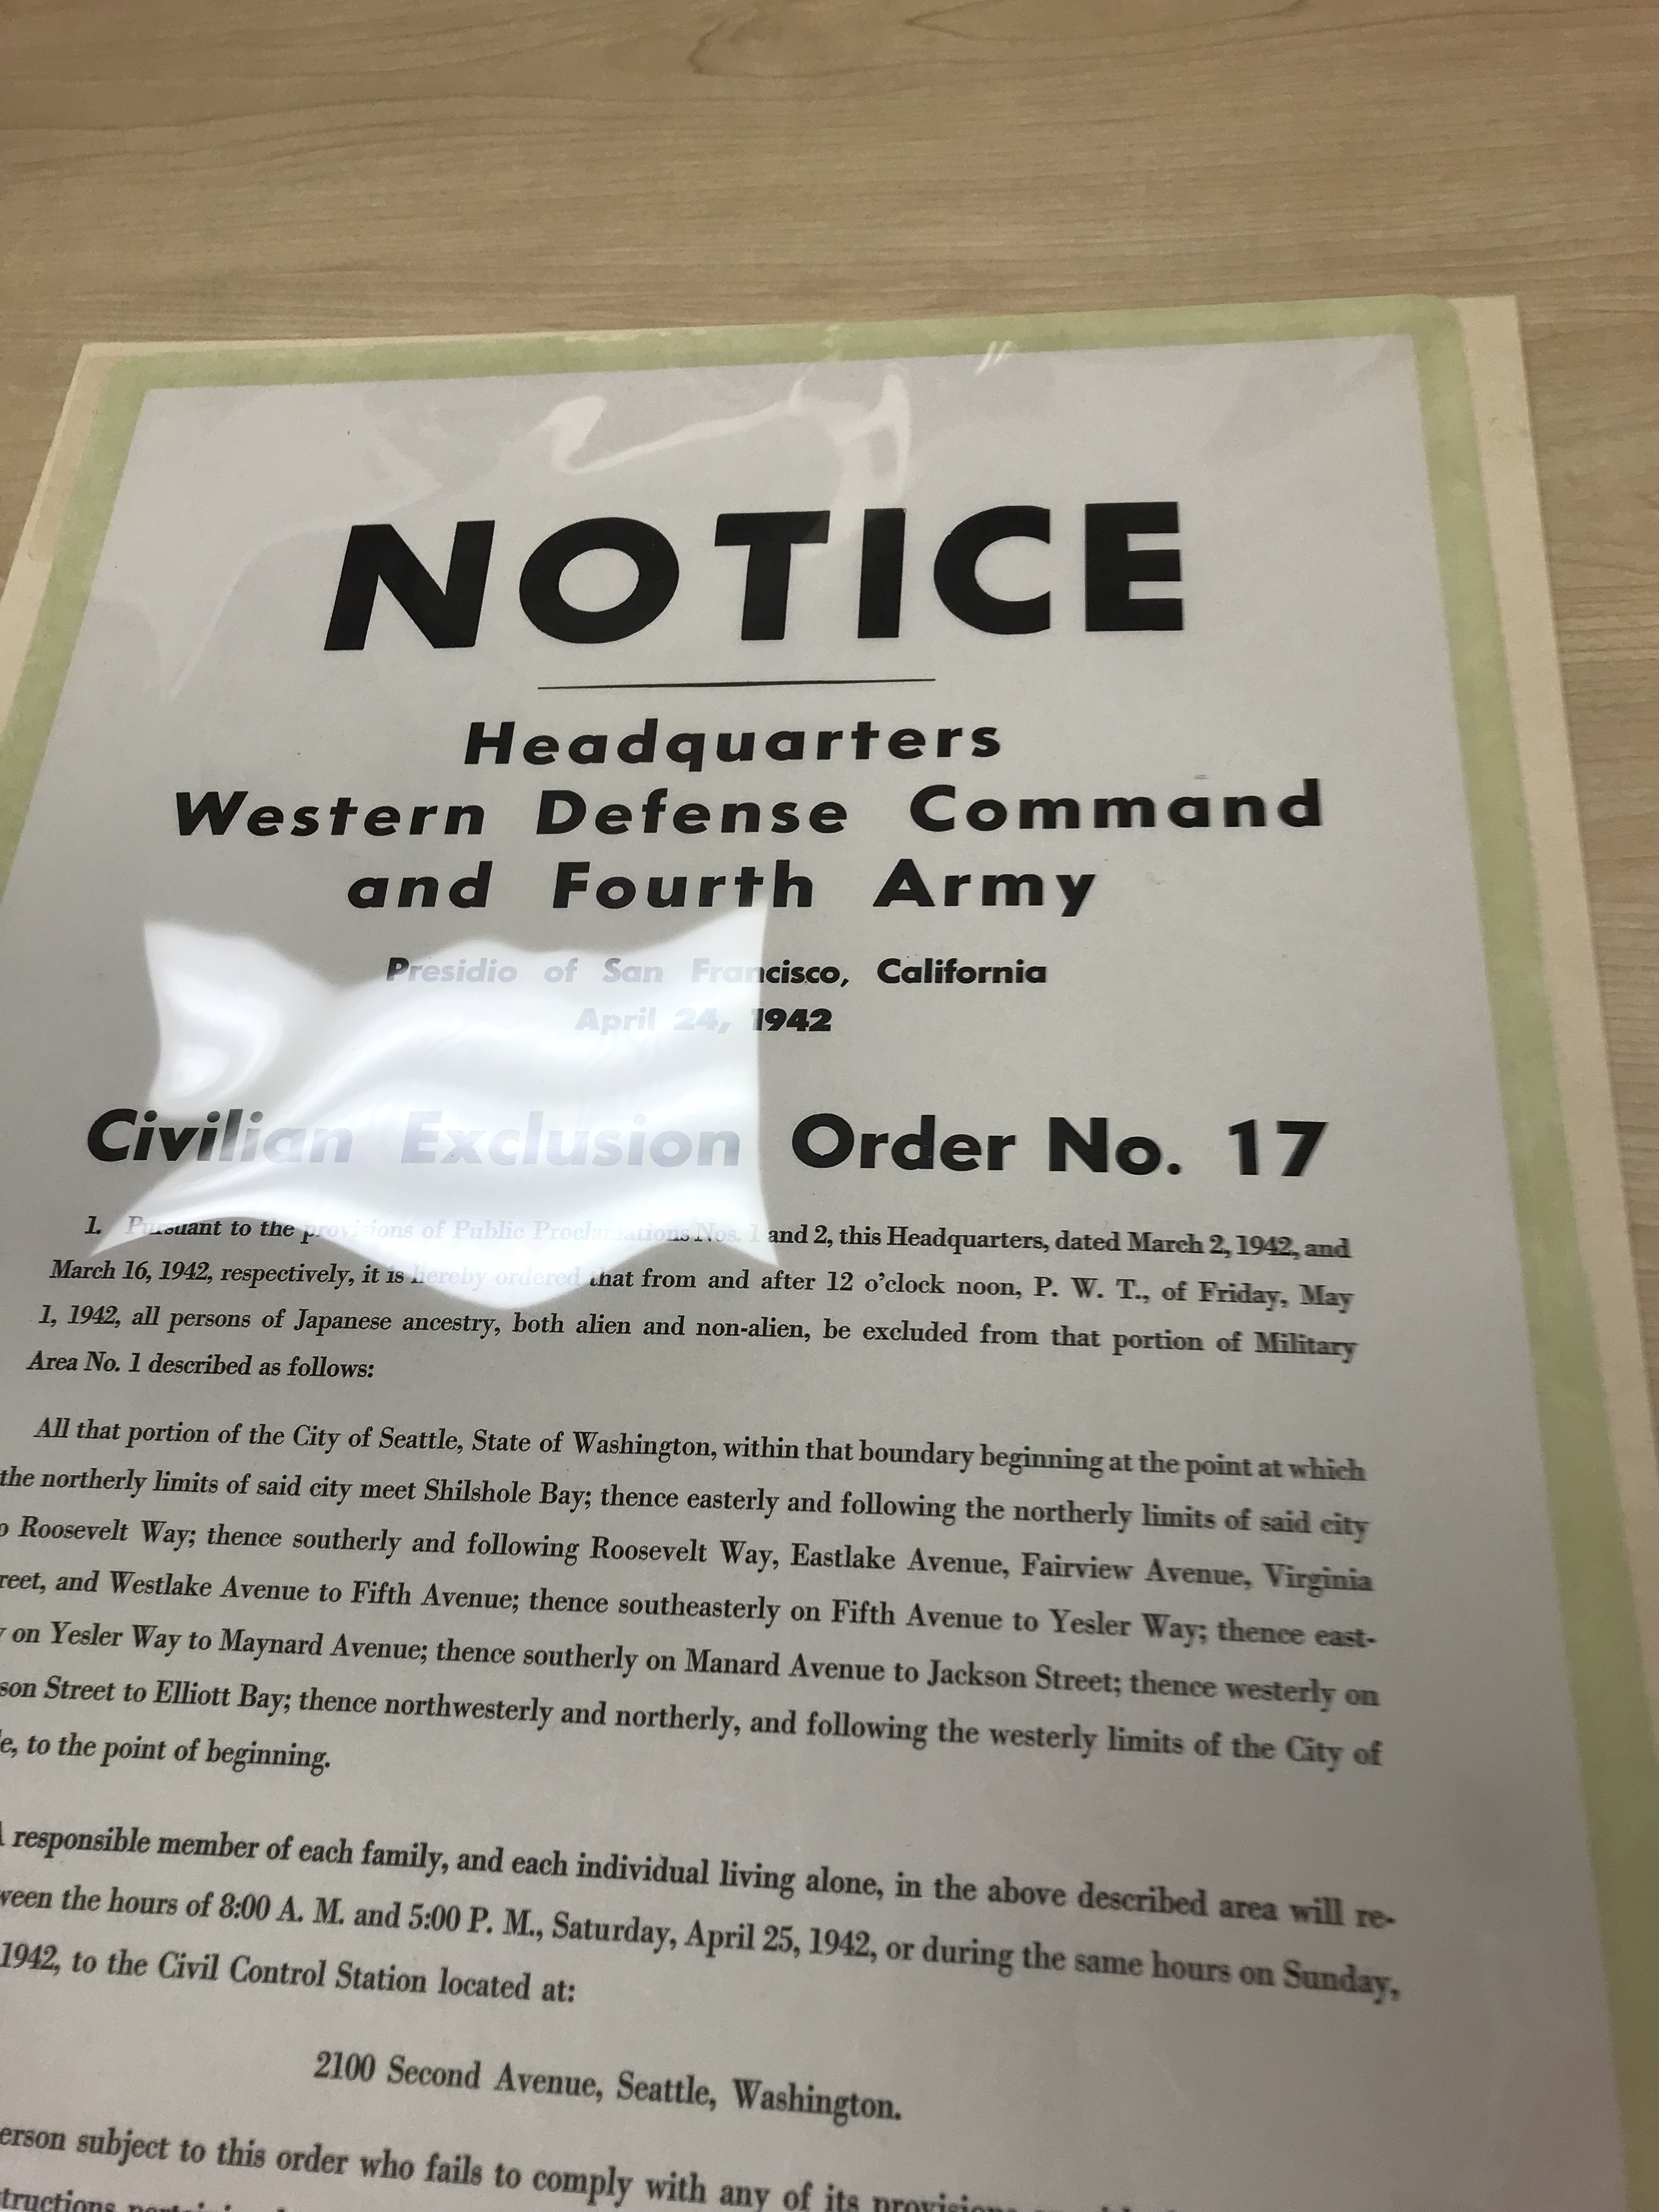 NOTICE
Headquarters
Western Defense Command
and Fourth Army
Presidio of San Francisco, California
April 24, 1942
Civilian Exclusion Order No. 17
1. Pursuant to the provisions of Public Proclamations Nos. 1 and 2, this Headquarters, dated March 2, 1942, and
March 16, 1942, respectively, it is hereby ordered that from and after 12 o'clock noon, P. W. T., of Friday, May
1, 1942, all persons of Japanese ancestry, both alien and non-alien, be excluded from that portion of Military
Area No. 1 described as follows:
All that portion of the City of Seattle, State of Washington, within that boundary beginning at the point at which
the northerly limits of said city meet Shilshole Bay; thence easterly and following the northerly limits of said city
Roosevelt Way; thence southerly and following Roosevelt Way, Eastlake Avenue, Fairview Avenue, Virginia
reet, and Westlake Avenue to Fifth Avenue; thence southeasterly on Fifth Avenue to Yesler Way; thence east-
on Yesler Way to Maynard Avenue; thence southerly on Manard Avenue to Jackson Street; thence westerly on
son Street to Elliott Bay; thence northwesterly and northerly, and following the westerly limits of the City of
e, to the point of beginning.
responsible member of each family, and each individual living alone, in the above described area will re-
ween the hours of 8:00 A. M. and 5:00 P. M., Saturday, April 25, 1942, or during the same hours on Sunday,
1942, to the Civil Control Station located at:
2100 Second Avenue, Seattle, Washington.
erson subject to this order who fails to comply with any of its